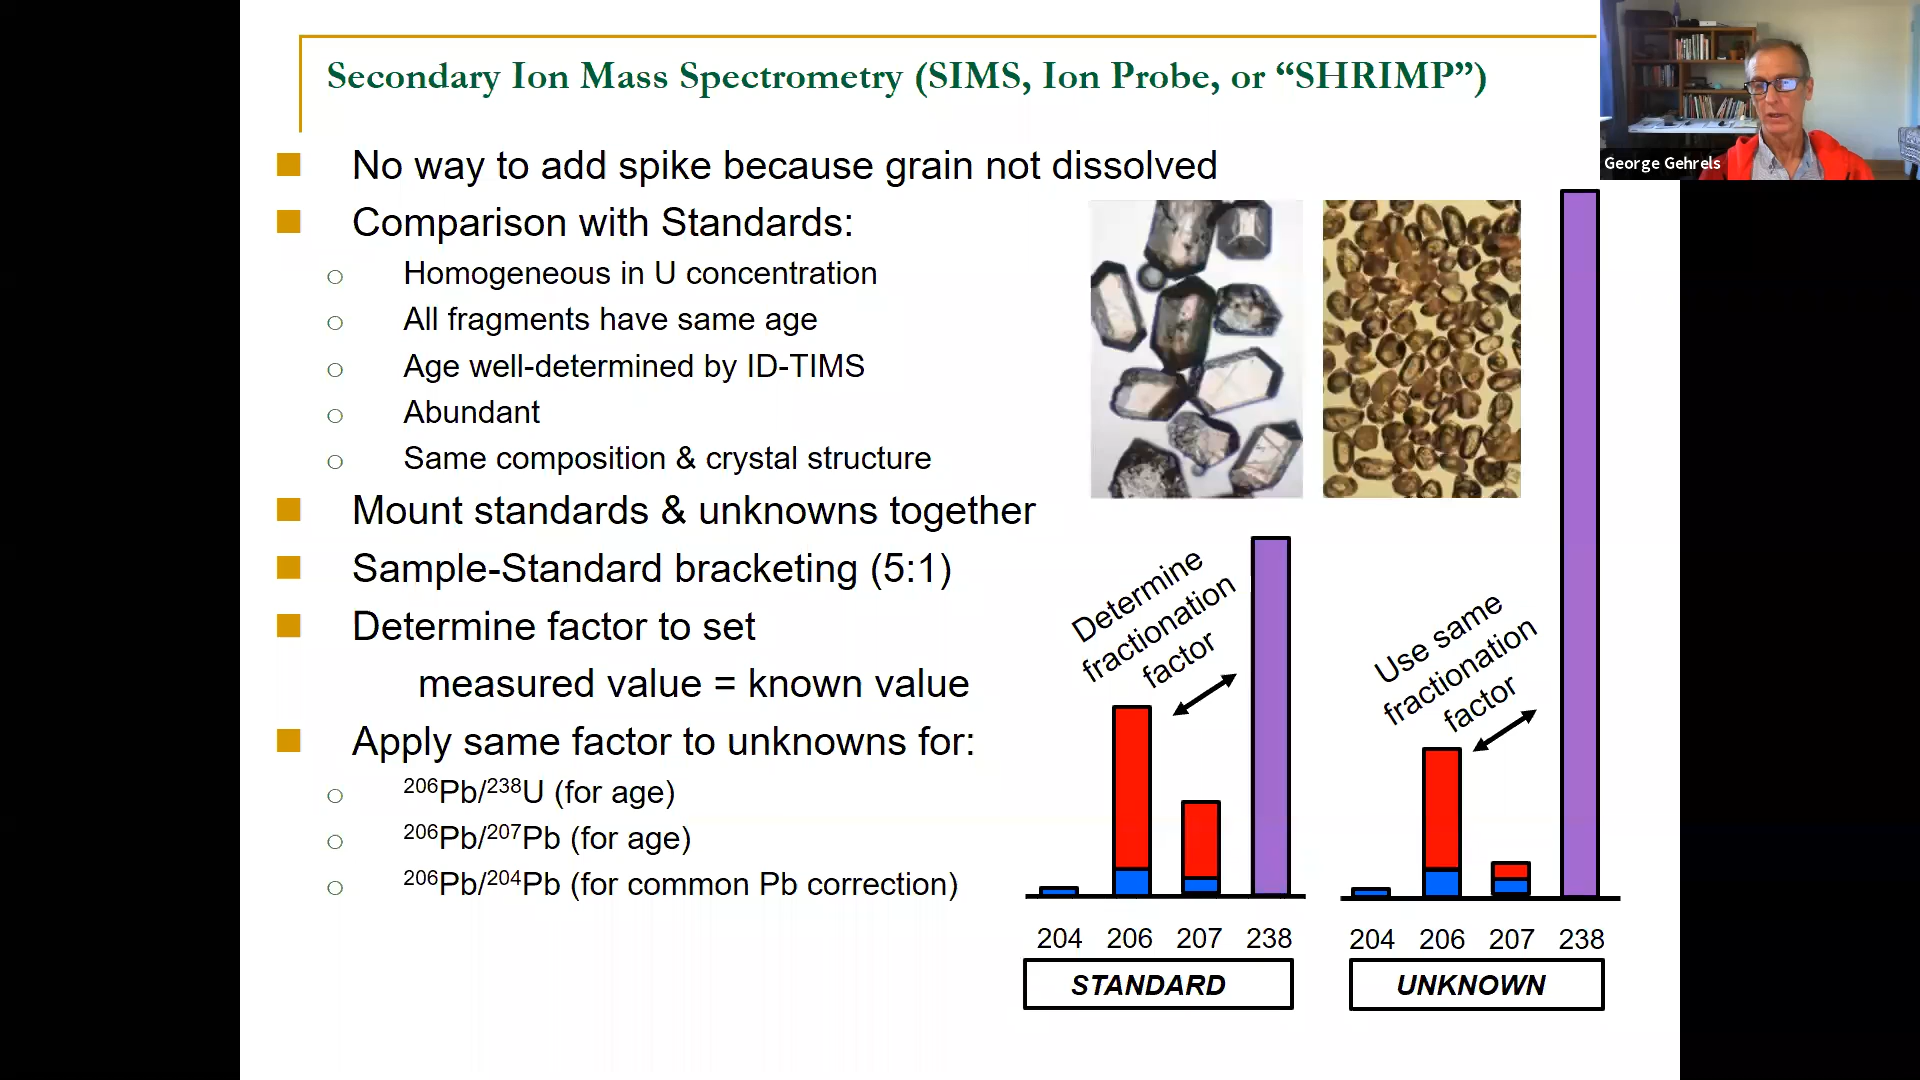 Secondary Ion Mass Spectrometry (SIMS, Ion Probe, or “SHRIMP”)
George Gehrels
No way to add spike because grain not dissolved
Comparison with Standards:
Homogeneous in U concentration
All fragments have same age
Age well-determined by ID-TIMS
Abundant
Same composition & crystal structure
Mount standards & unknowns together
Sample-Standard bracketing (5:1)
Determine factor to set
measured value = known value
Apply same factor to unknowns for:
²⁰⁶Pb/²³⁸U (for age)
²⁰⁶Pb/²⁰⁷Pb (for age)
²⁰⁶Pb/²⁰⁴Pb (for common Pb correction)
Determine
fractionation
factor
204 206 207 238
STANDARD
Use same
fractionation
factor
204 206 207 238
UNKNOWN